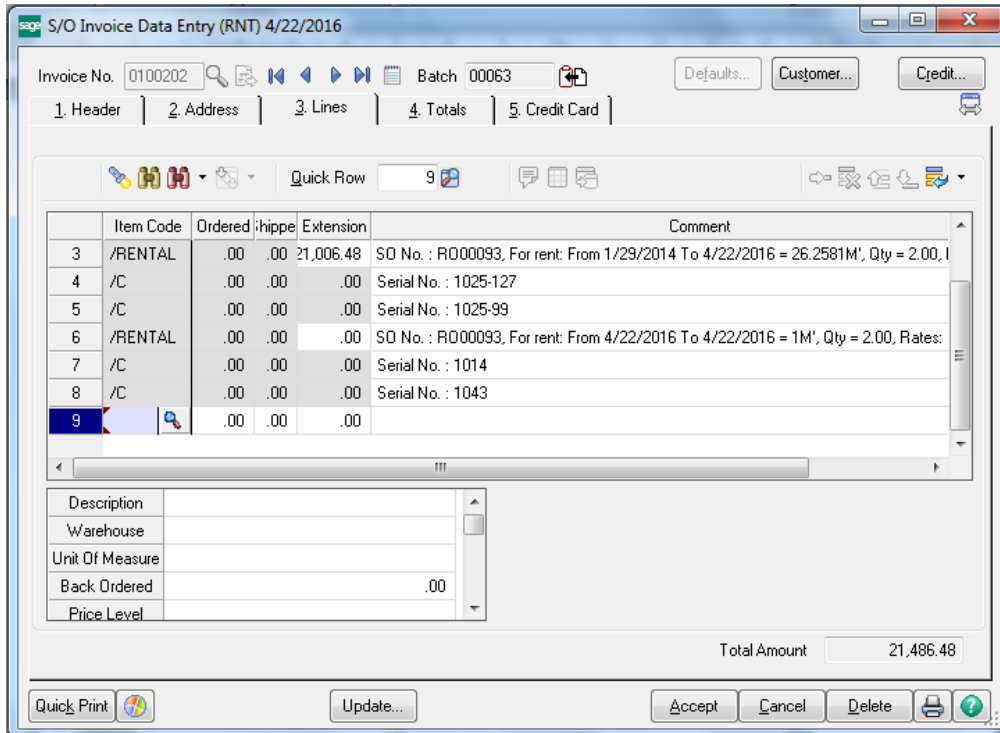 sage S/O Invoice Data Entry (RNT) 4/22/2016
Invoice No. 0100202 Batch 00063 Defaults... Customer... Credit...
1. Header 2. Address 3. Lines 4. Totals 5. Credit Card
Quick Row 9
Item Code Ordered Shippe Extension Comment
3 /RENTAL .00 .00 21,006.48 SO No. : RO00093, For rent: From 1/29/2014 To 4/22/2016 = 26.2581M', Qty = 2.00,
4 /C .00 .00 .00 Serial No. : 1025-127
5 /C .00 .00 .00 Serial No. : 1025-99
6 /RENTAL .00 .00 .00 SO No. : RO00093, For rent: From 4/22/2016 To 4/22/2016 = 1M', Qty = 2.00, Rates:
7 /C .00 .00 .00 Serial No. : 1014
8 /C .00 .00 .00 Serial No. : 1043
9 .00 .00 .00
Description
Warehouse
Unit Of Measure
Back Ordered .00
Price Level
Total Amount 21,486.48
Quick Print Update... Accept Cancel Delete